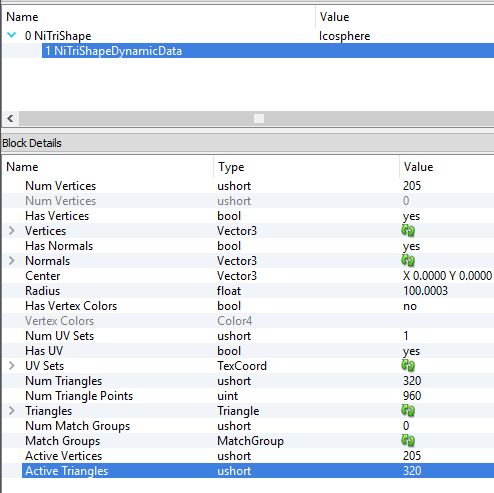 Name Value
0 NiTriShape Icosphere
1 NiTriShapeDynamicData
Block Details
Name Type Value
Num Vertices ushort 205
Num Vertices ushort 0
Has Vertices bool yes
Vertices Vector3
Has Normals bool yes
Normals Vector3
Center Vector3 X 0.0000 Y 0.0000
Radius float 100.0003
Has Vertex Colors bool no
Vertex Colors Color4
Num UV Sets ushort 1
Has UV bool yes
UV Sets TexCoord
Num Triangles ushort 320
Num Triangle Points uint 960
Triangles Triangle
Num Match Groups ushort 0
Match Groups MatchGroup
Active Vertices ushort 205
Active Triangles ushort 320